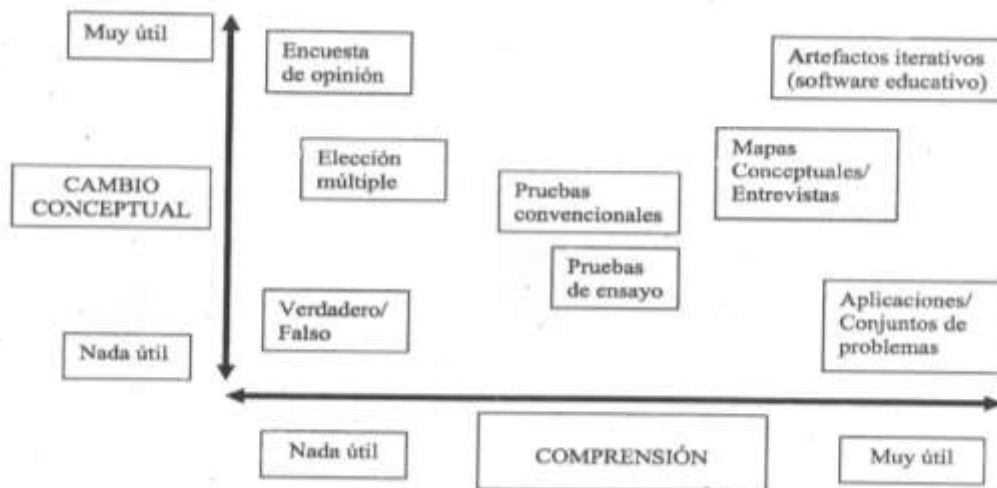 Muy útil
Encuesta
de opinión
Artefactos iterativos
(software educativo)
Elección
múltiple
Mapas
Conceptuales/
Entrevistas
CAMBIO
CONCEPTUAL
Pruebas
convencionales
Pruebas
de ensayo
Verdadero/
Falso
Aplicaciones/
Conjuntos de
problemas
Nada útil
Nada útil
COMPRENSIÓN
Muy útil